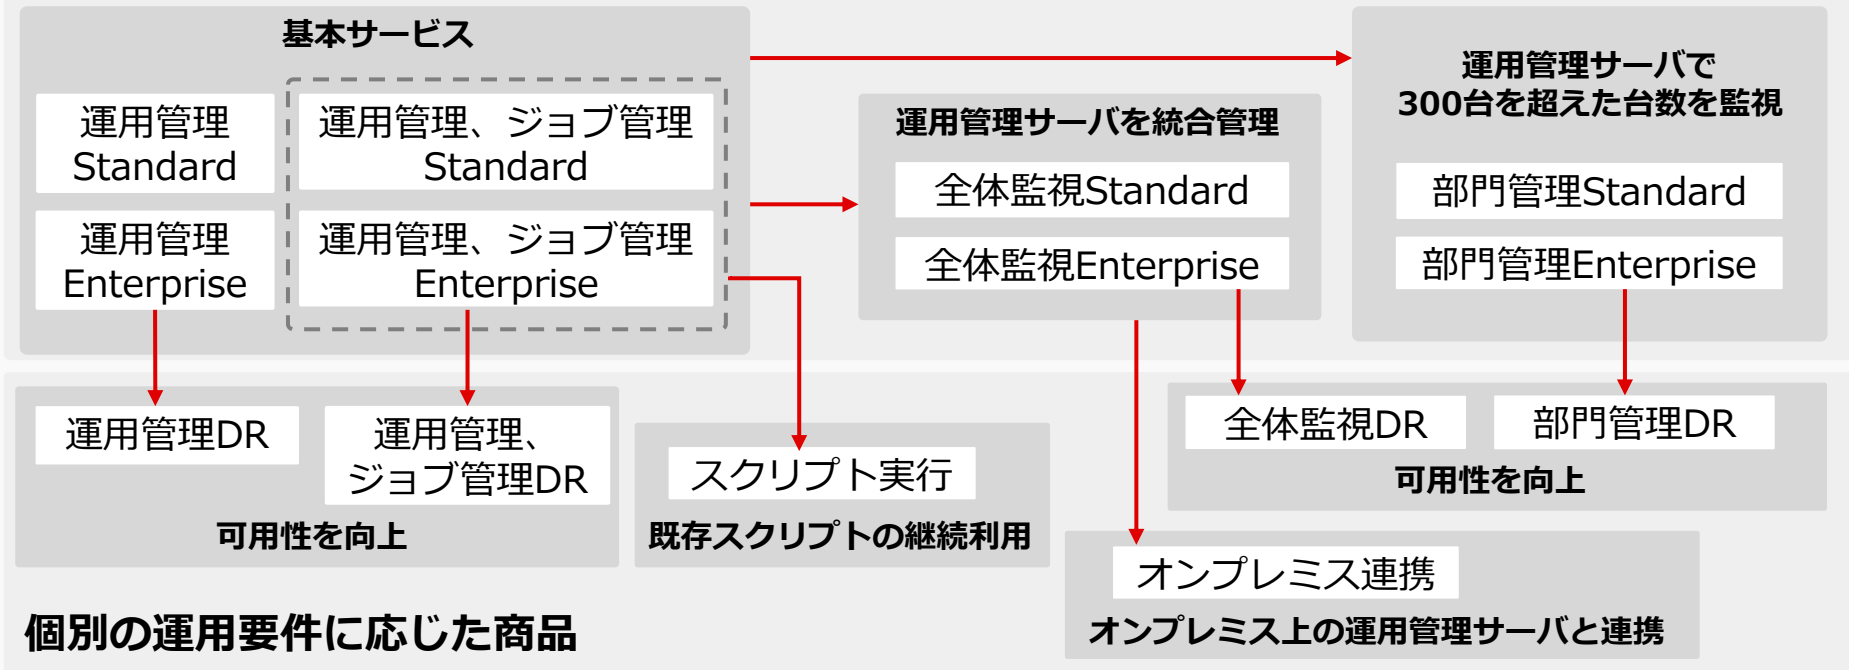 基本サービス
運用管理
Standard
運用管理、ジョブ管理
Standard
運用管理
Enterprise
運用管理、ジョブ管理
Enterprise
運用管理サーバを統合管理
全体監視Standard
全体監視Enterprise
運用管理サーバで
300台を超えた台数を監視
部門管理Standard
部門管理Enterprise
運用管理DR
運用管理、
ジョブ管理DR
可用性を向上
スクリプト実行
既存スクリプトの継続利用
全体監視DR
部門管理DR
可用性を向上
オンプレミス連携
オンプレミス上の運用管理サーバと連携
個別の運用要件に応じた商品